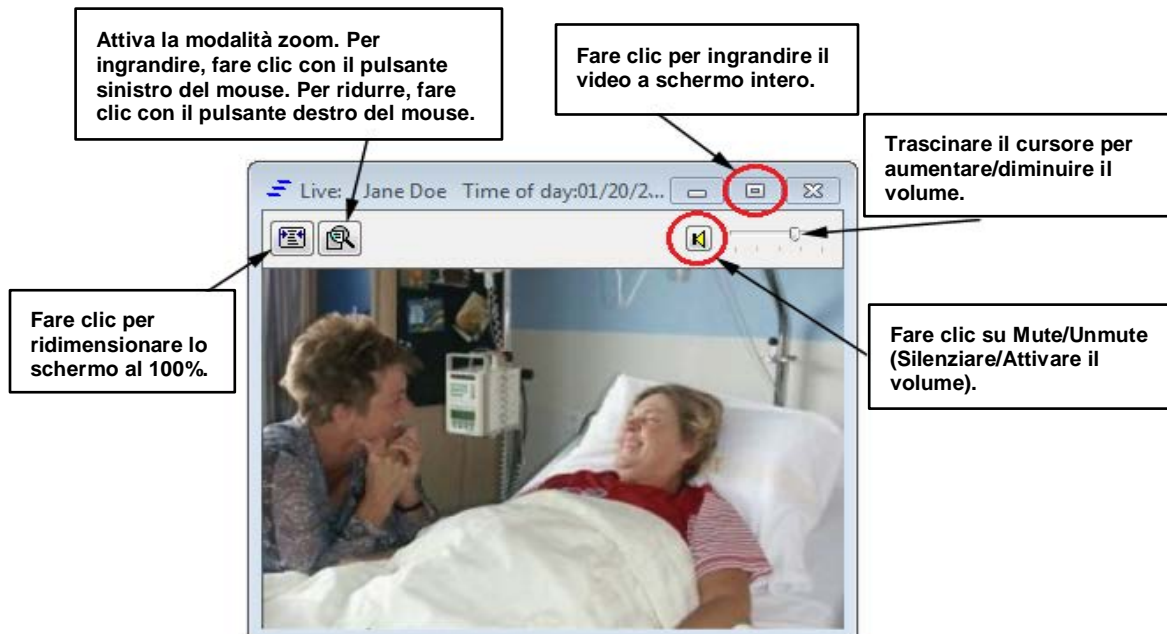 Attiva la modalità zoom. Per
ingrandire, fare clic con il pulsante
sinistro del mouse. Per ridurre, fare
clic con il pulsante destro del mouse.
Fare clic per ingrandire il
video a schermo intero.
Trascinare il cursore per
aumentare/diminuire il
volume.
Live: Jane Doe Time of day:01/20/2...
Fare clic per
ridimensionare lo
schermo al 100%.
Fare clic su Mute/Unmute
(Silenziare/Attivare il
volume).